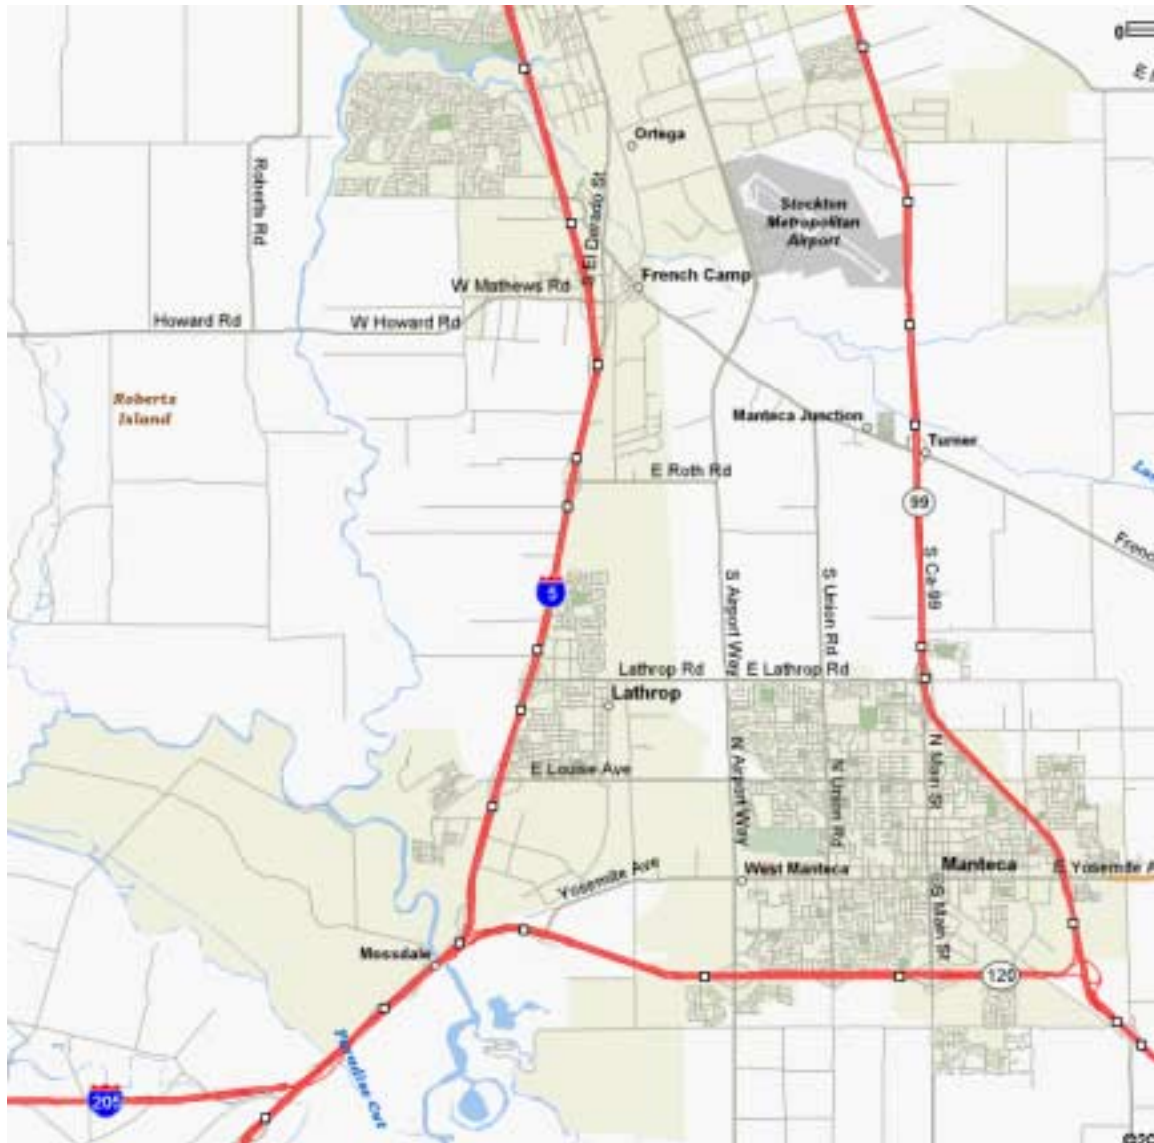 0
Ortega
Roberts Rd
El Dorado St
Stockton
Metropolitan
Airport
French Camp
W Mathews Rd
Howard Rd
W Howard Rd
Roberts
Island
Manteca Junction
Turner
E Roth Rd
99
Frenc
5
S Airport Way
S Union Rd
S Ca-99
Lathrop Rd
E Lathrop Rd
Lathrop
E Louise Ave
N Airport Way
N Union Rd
N Main St
Yosemite Ave
West Manteca
Manteca
E Yosemite A
S Main St
Mossdale
120
Paradise Cut
205